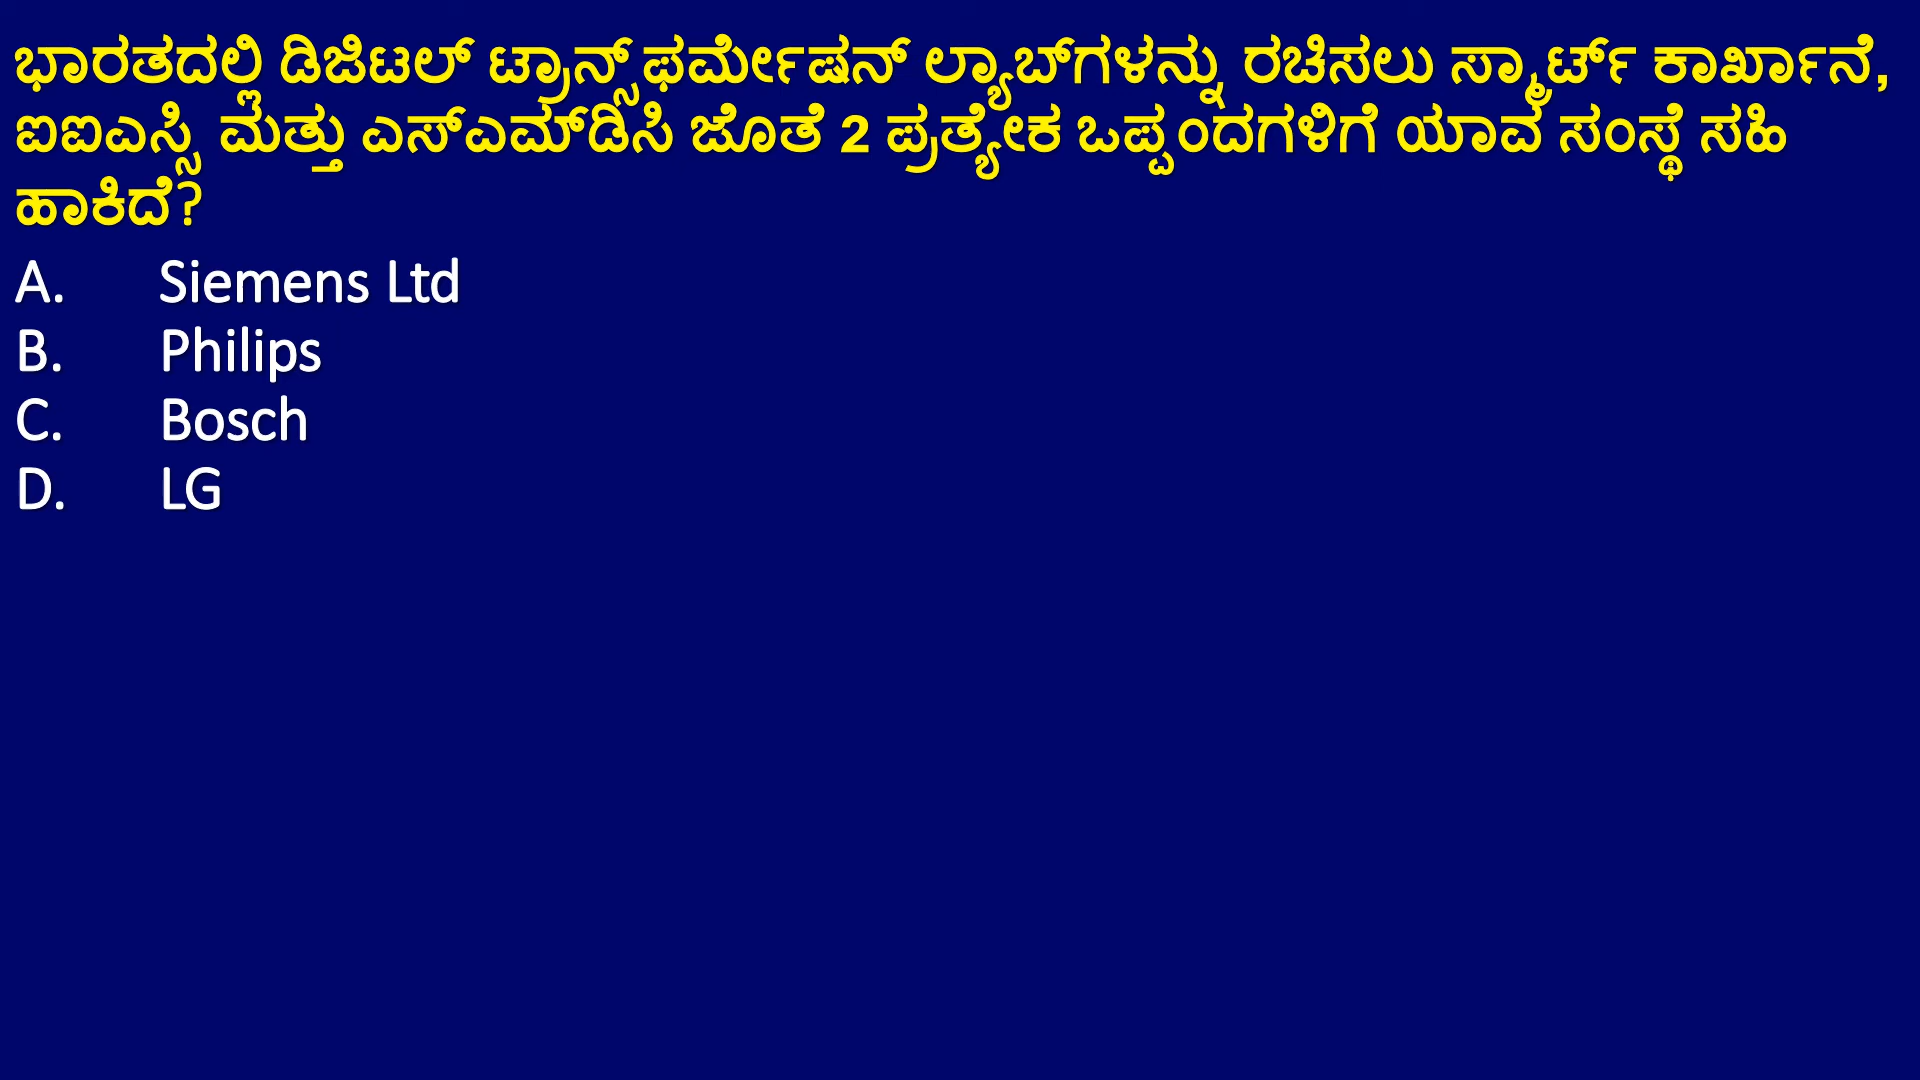 ಭಾರತದಲ್ಲಿ ಡಿಜಿಟಲ್ ಟ್ರಾನ್ಸ್‌ಫರ್ಮೇಷನ್ ಲ್ಯಾಬ್‌ಗಳನ್ನು ರಚಿಸಲು ಸ್ಮಾರ್ಟ್ ಕಾರ್ಖಾನೆ,
ಐಐಎಸ್ಸಿ ಮತ್ತು ಎಸ್‌ಎಮ್‌ಡಿಸಿ ಜೊತೆ 2 ಪ್ರತ್ಯೇಕ ಒಪ್ಪಂದಗಳಿಗೆ ಯಾವ ಸಂಸ್ಥೆ ಸಹಿ
ಹಾಕಿದೆ?
A. Siemens Ltd
B. Philips
C. Bosch
D. LG